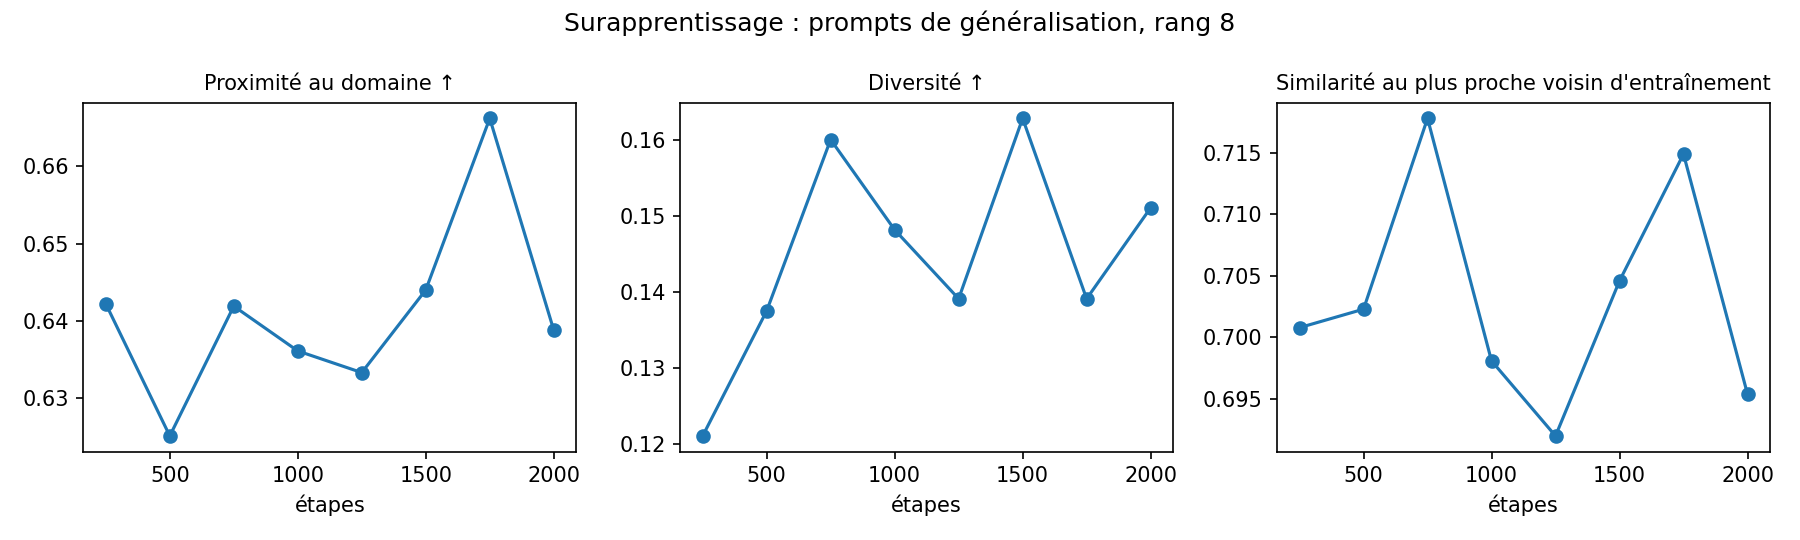 Surapprentissage : prompts de généralisation, rang 8
Proximité au domaine ↑
0.66
0.65
0.64
0.63
500 1000 1500 2000
étapes
Diversité ↑
0.16
0.15
0.14
0.13
0.12
500 1000 1500 2000
étapes
Similarité au plus proche voisin d'entraînement
0.715
0.710
0.705
0.700
0.695
500 1000 1500 2000
étapes